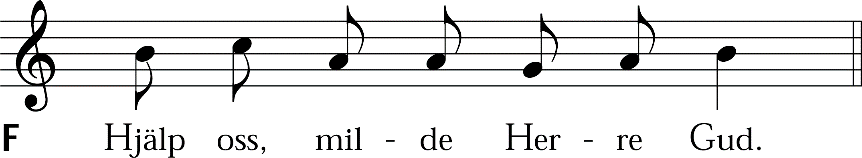 F Hjälp oss, mil - de Her - re Gud.